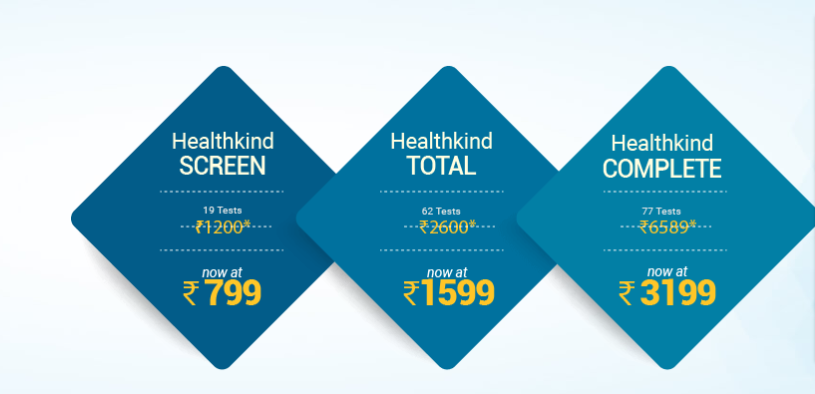 Healthkind
SCREEN
19 Tests
₹1200*
now at
₹ 799
Healthkind
TOTAL
62 Tests
₹2600*
now at
₹1599
Healthkind
COMPLETE
77 Tests
₹6589*
now at
₹ 3199